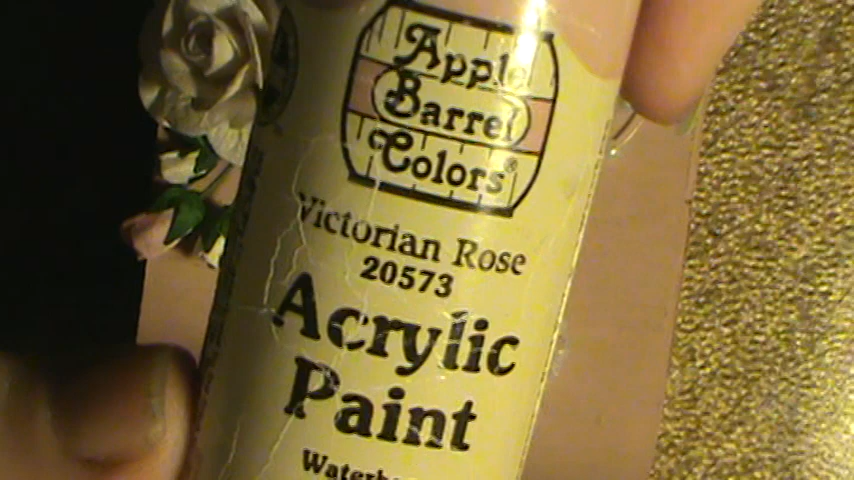 Apple
Barrel
Colors®
Victorian Rose
20573
Acrylic
Paint